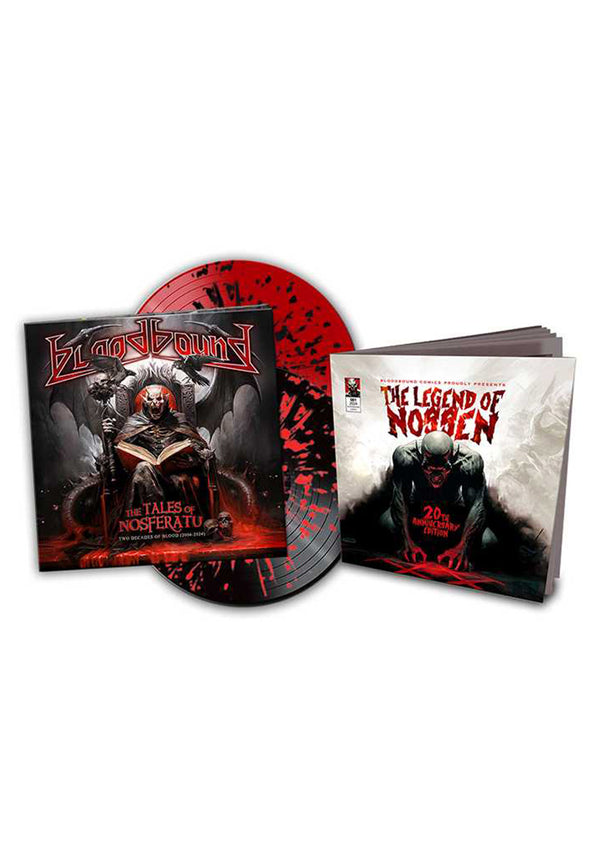 bloodbound
THE TALES OF
NOSFERATU
TWO DECADES OF BLOOD (2004-2024)
BLOODBOUND COMICS PROUDLY PRESENTS
THE LEGEND OF
NOBBEN
20TH
ANNIVERSARY
EDITION